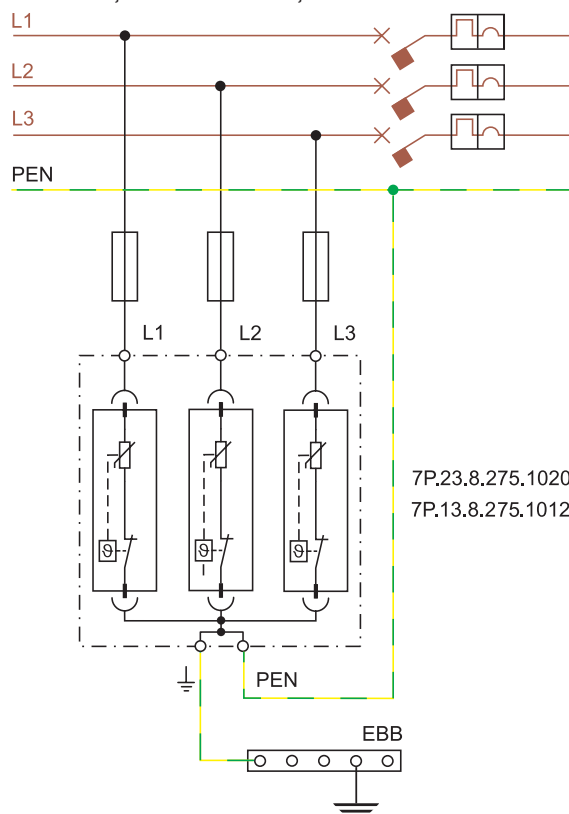 L1
L2
L3
PEN
L1 L2 L3
7P.23.8.275.1020
7P.13.8.275.1012
ϑ ϑ ϑ
PEN
EBB